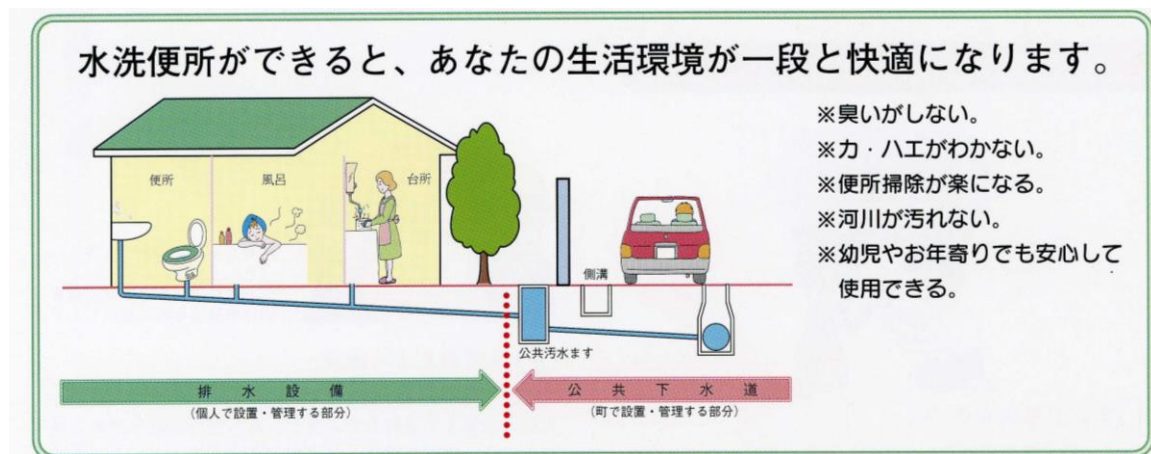 水洗便所ができると、あなたの生活環境が一段と快適になります。
※臭いがしない。
※カ・ハエがわかない。
※便所掃除が楽になる。
※河川が汚れない。
※幼児やお年寄りでも安心して
使用できる。
便所
風呂
台所
側溝
公共汚水ます
排水設備
(個人で設置・管理する部分)
公共下水道
(町で設置・管理する部分)